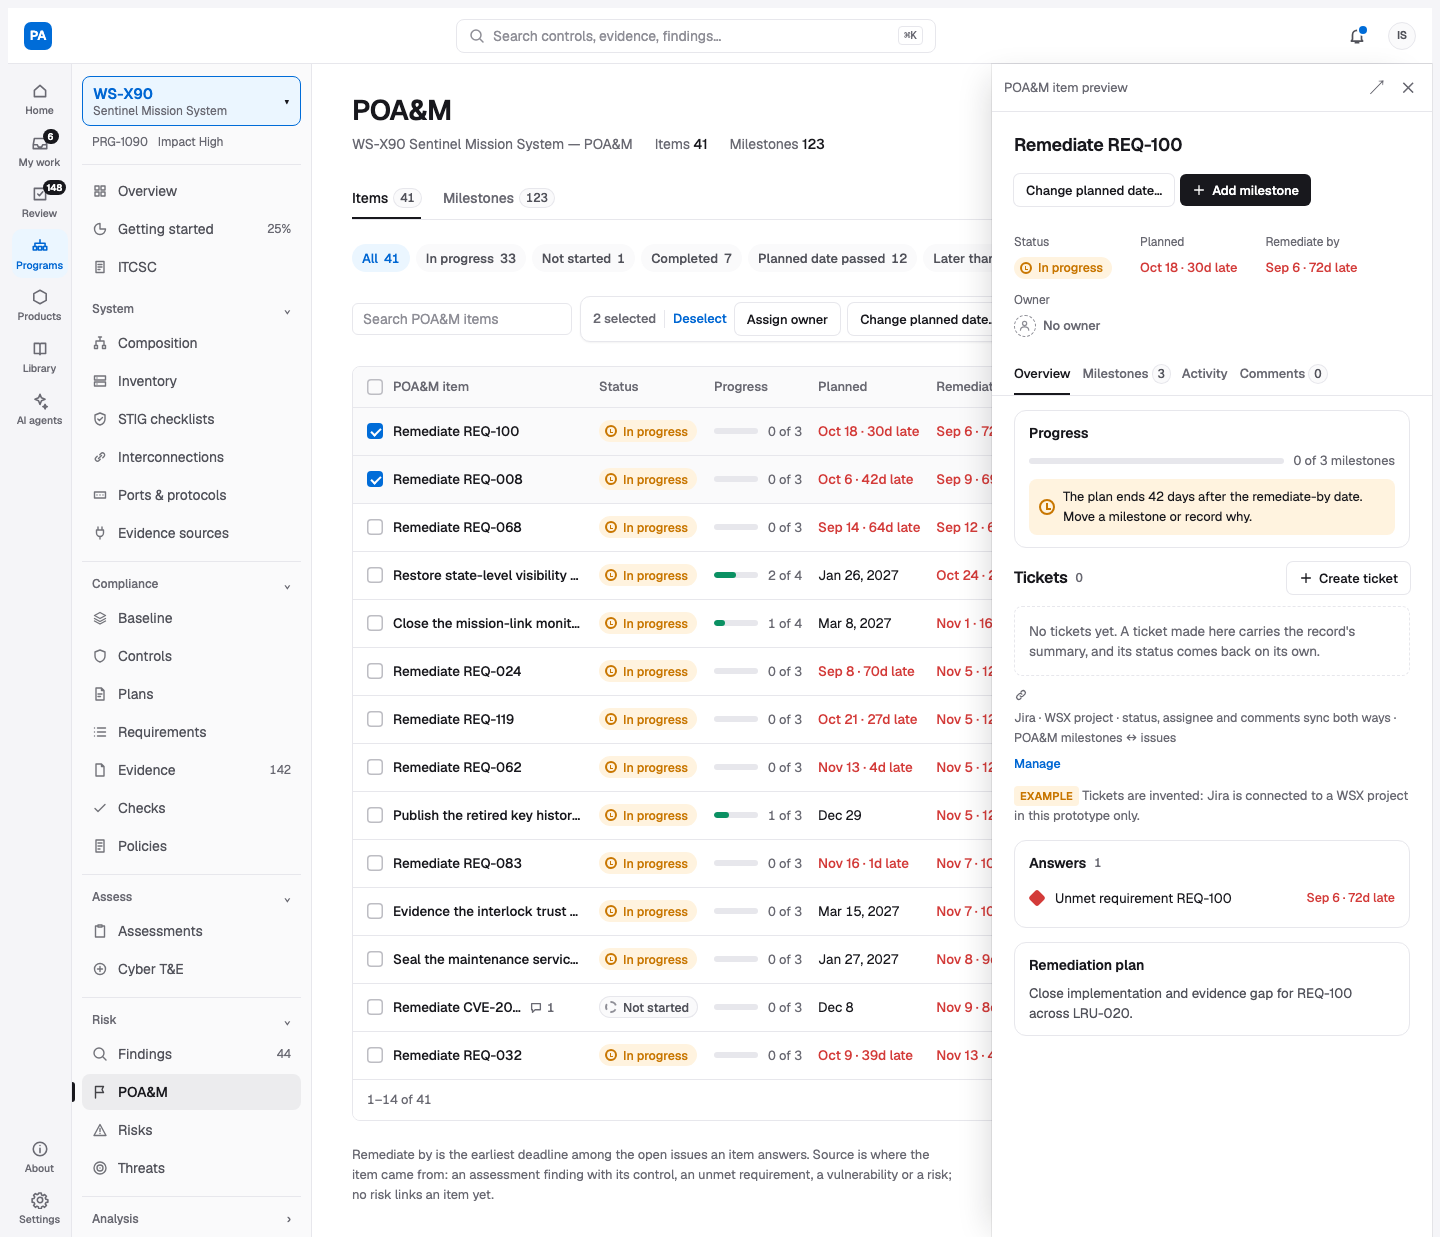 PA
Search controls, evidence, findings...
⌘K
IS
Home
6
My work
148
Review
Programs
Products
Library
AI agents
About
Settings
WS-X90
Sentinel Mission System
PRG-1090 Impact High
Overview
Getting started 25%
ITCSC
System
Composition
Inventory
STIG checklists
Interconnections
Ports & protocols
Evidence sources
Compliance
Baseline
Controls
Plans
Requirements
Evidence 142
Checks
Policies
Assess
Assessments
Cyber T&E
Risk
Findings 44
POA&M
Risks
Threats
Analysis
POA&M
WS-X90 Sentinel Mission System — POA&M Items 41 Milestones 123
Items 41 Milestones 123
All 41 In progress 33 Not started 1 Completed 7 Planned date passed 12 Later than
Search POA&M items
2 selected Deselect Assign owner Change planned date...
POA&M item Status Progress Planned Remediat
Remediate REQ-100 In progress 0 of 3 Oct 18 · 30d late Sep 6 · 72
Remediate REQ-008 In progress 0 of 3 Oct 6 · 42d late Sep 9 · 69
Remediate REQ-068 In progress 0 of 3 Sep 14 · 64d late Sep 12 · 6
Restore state-level visibility ... In progress 2 of 4 Jan 26, 2027 Oct 24 · 2
Close the mission-link monit... In progress 1 of 4 Mar 8, 2027 Nov 1 · 16
Remediate REQ-024 In progress 0 of 3 Sep 8 · 70d late Nov 5 · 12
Remediate REQ-119 In progress 0 of 3 Oct 21 · 27d late Nov 5 · 12
Remediate REQ-062 In progress 0 of 3 Nov 13 · 4d late Nov 5 · 12
Publish the retired key histor... In progress 1 of 3 Dec 29 Nov 5 · 12
Remediate REQ-083 In progress 0 of 3 Nov 16 · 1d late Nov 7 · 10
Evidence the interlock trust ... In progress 0 of 3 Mar 15, 2027 Nov 7 · 10
Seal the maintenance servic... In progress 0 of 3 Jan 27, 2027 Nov 8 · 9d
Remediate CVE-20... 1 Not started 0 of 3 Dec 8 Nov 9 · 8d
Remediate REQ-032 In progress 0 of 3 Oct 9 · 39d late Nov 13 · 4
1–14 of 41
Remediate by is the earliest deadline among the open issues an item answers. Source is where the
item came from: an assessment finding with its control, an unmet requirement, a vulnerability or a risk;
no risk links an item yet.
POA&M item preview
Remediate REQ-100
Change planned date... + Add milestone
Status Planned Remediate by
In progress Oct 18 · 30d late Sep 6 · 72d late
Owner
No owner
Overview Milestones 3 Activity Comments 0
Progress
0 of 3 milestones
The plan ends 42 days after the remediate-by date.
Move a milestone or record why.
Tickets 0 + Create ticket
No tickets yet. A ticket made here carries the record's
summary, and its status comes back on its own.
Jira · WSX project · status, assignee and comments sync both ways ·
POA&M milestones ↔ issues
Manage
EXAMPLE Tickets are invented: Jira is connected to a WSX project
in this prototype only.
Answers 1
Unmet requirement REQ-100 Sep 6 · 72d late
Remediation plan
Close implementation and evidence gap for REQ-100
across LRU-020.